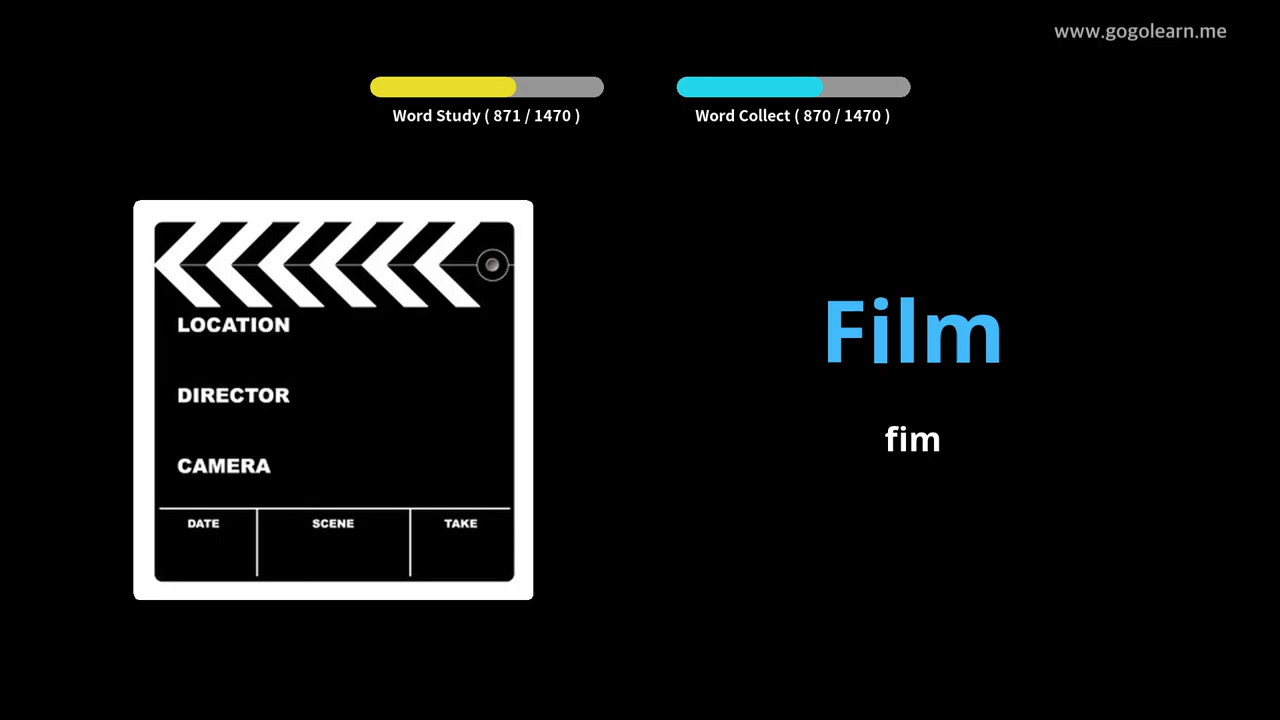 www.gogolearn.me
Word Study ( 871 / 1470 )
Word Collect ( 870 / 1470 )
LOCATION
DIRECTOR
CAMERA
DATE
SCENE
TAKE
Film
fim